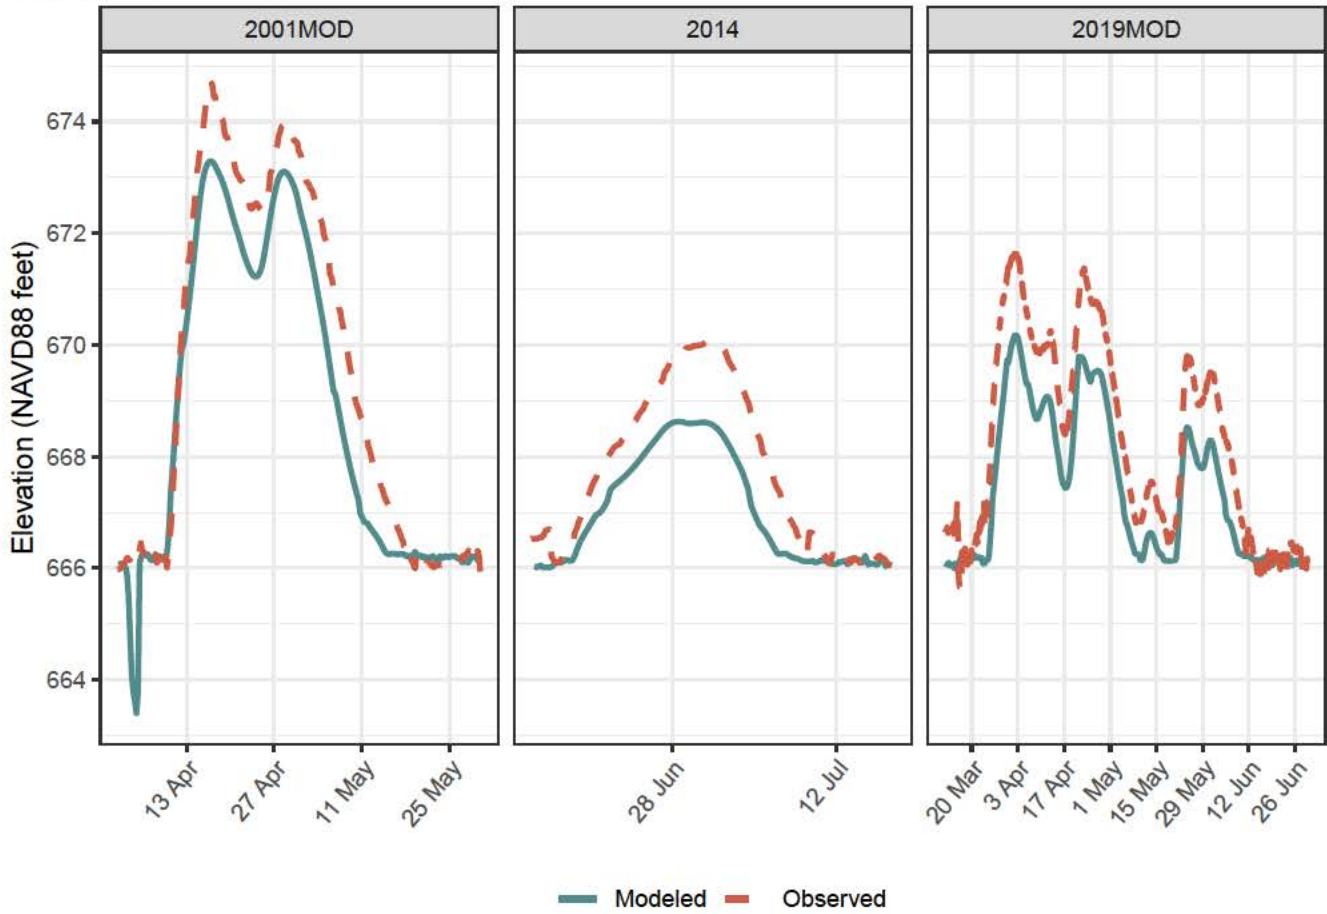 2001MOD 2014 2019MOD
Elevation (NAVD88 feet)
674
672
670
668
666
664
13 Apr 27 Apr 11 May 25 May 28 Jun 12 Jul 20 Mar 3 Apr 17 Apr 1 May 15 May 29 May 12 Jun 26 Jun
Modeled Observed